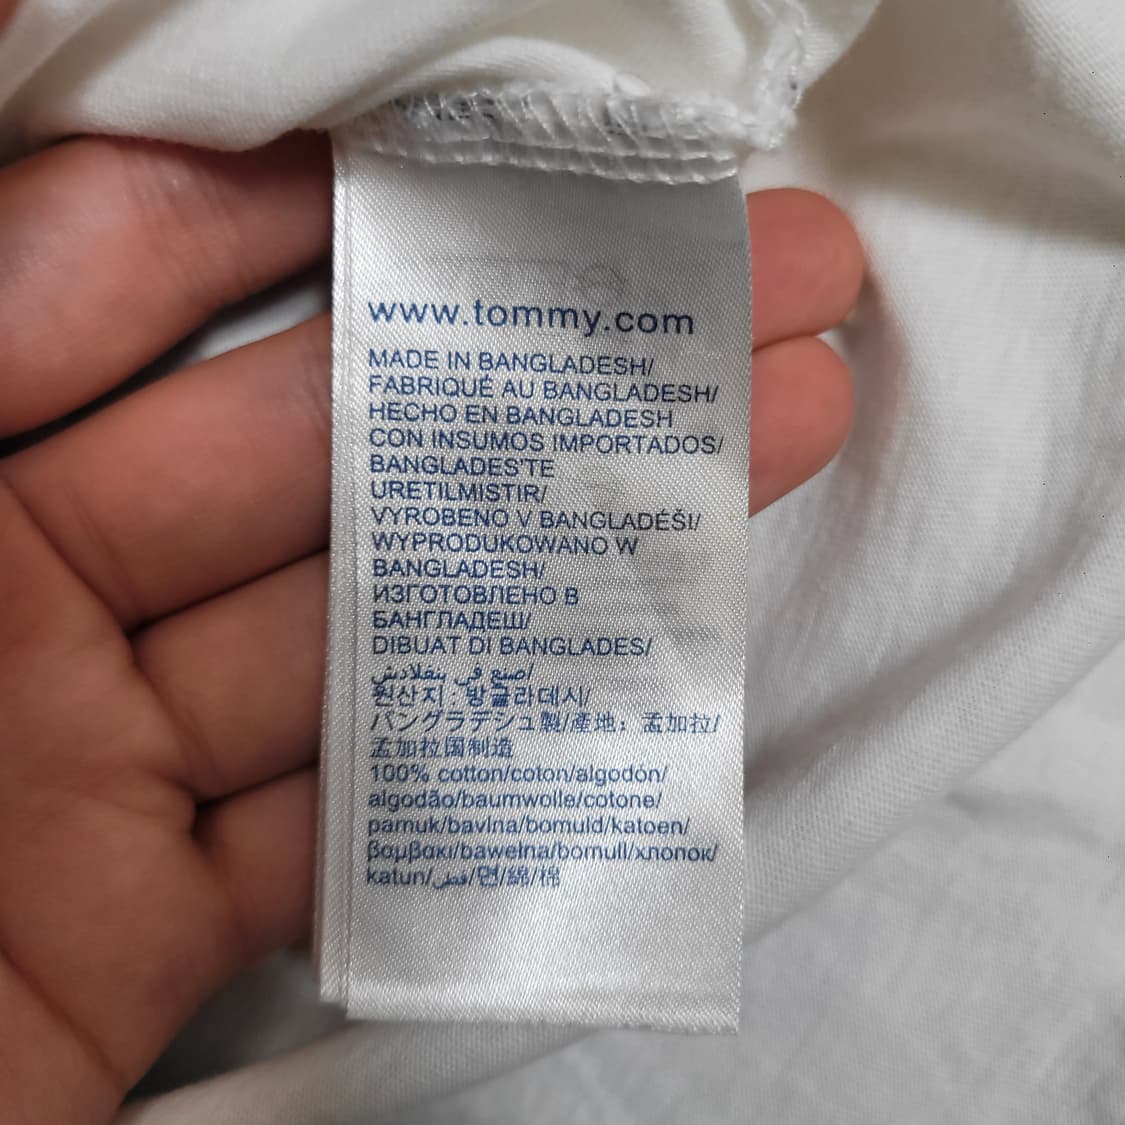 www.tommy.com
MADE IN BANGLADESH/
FABRIQUÉ AU BANGLADESH/
HECHO EN BANGLADESH
CON INSUMOS IMPORTADOS/
BANGLADES'TE
URETILMISTIR/
VYROBENO V BANGLADÉŠI/
WYPRODUKOWANO W
BANGLADESH/
ИЗГОТОВЛЕНО В
БАНГЛАДЕШ/
DIBUAT DI BANGLADES/
صنع في بنغلاديش/
원산지: 방글라데시/
バングラデシュ製/產地：孟加拉/
孟加拉国制造
100% cotton/coton/algodón/
algodão/baumwolle/cotone/
pamuk/bavlna/bomuld/katoen/
βαμβακι/bawełna/bomull/хлопок/
katun/قطن/면/綿/棉